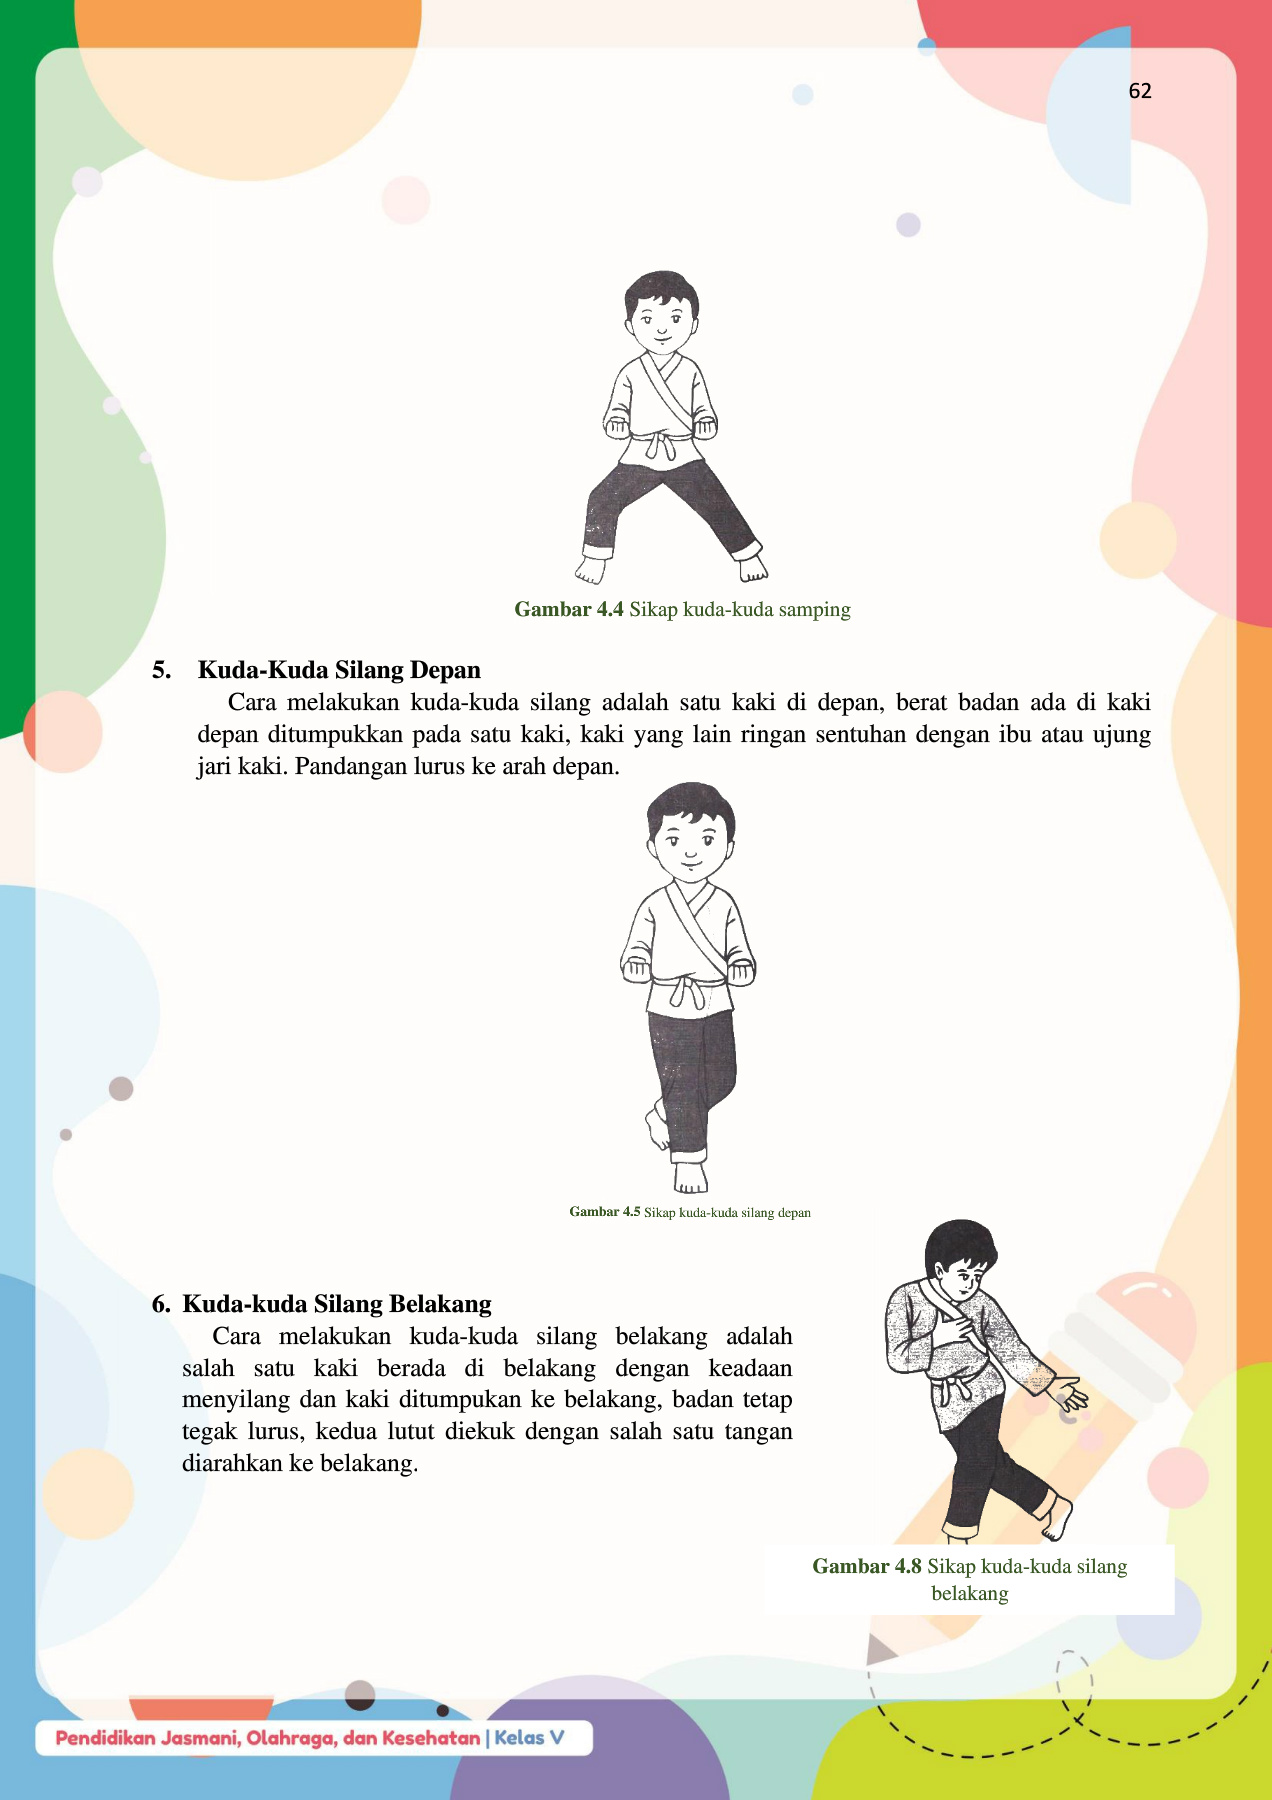 62
Gambar 4.4 Sikap kuda-kuda samping
5. Kuda-Kuda Silang Depan
Cara melakukan kuda-kuda silang adalah satu kaki di depan, berat badan ada di kaki
depan ditumpukkan pada satu kaki, kaki yang lain ringan sentuhan dengan ibu atau ujung
jari kaki. Pandangan lurus ke arah depan.
Gambar 4.5 Sikap kuda-kuda silang depan
6. Kuda-kuda Silang Belakang
Cara melakukan kuda-kuda silang belakang adalah
salah satu kaki berada di belakang dengan keadaan
menyilang dan kaki ditumpukan ke belakang, badan tetap
tegak lurus, kedua lutut diekuk dengan salah satu tangan
diarahkan ke belakang.
Gambar 4.8 Sikap kuda-kuda silang
belakang
Pendidikan Jasmani, Olahraga, dan Kesehatan | Kelas V